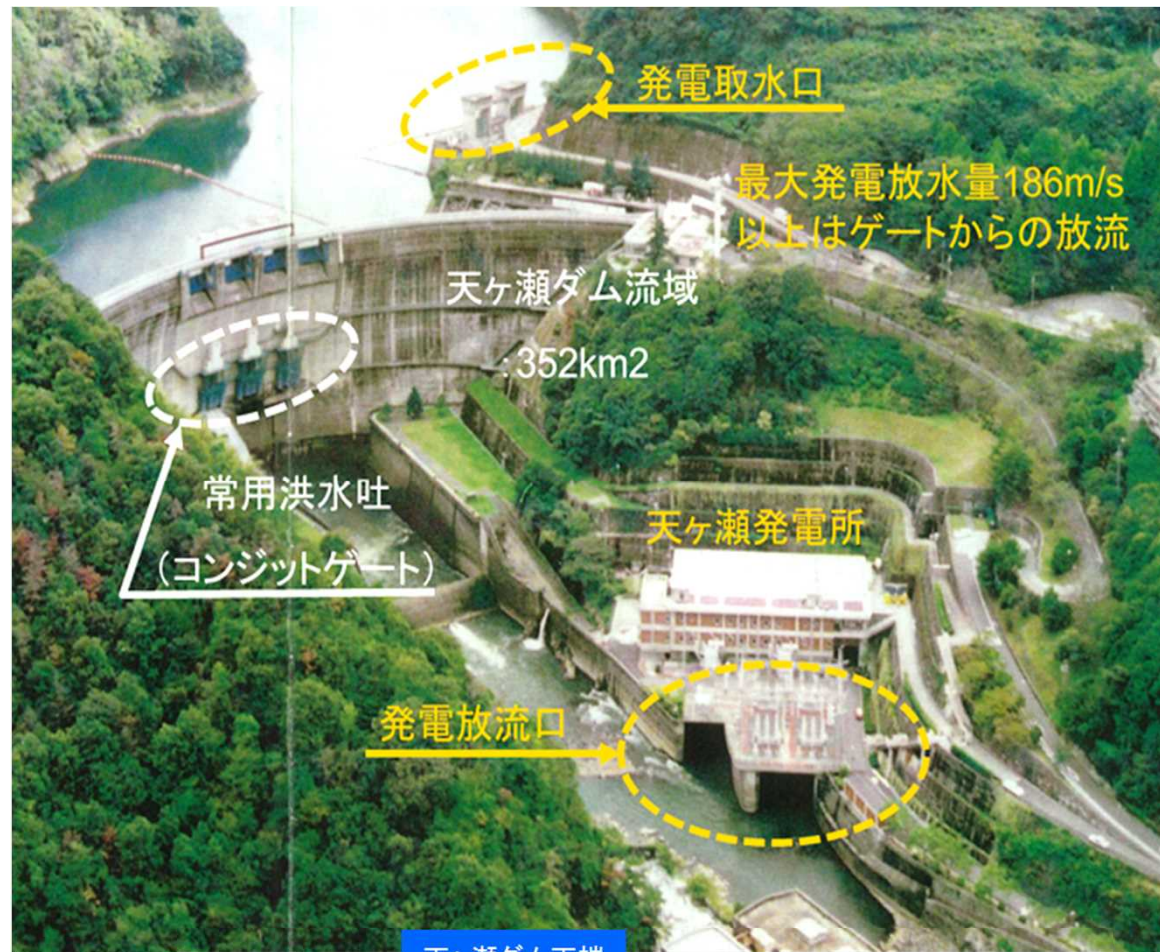 発電取水口
最大発電放水量186m/s
以上はゲートからの放流
天ヶ瀬ダム流域
:352km2
常用洪水吐
(コンジットゲート)
天ヶ瀬発電所
発電放流口